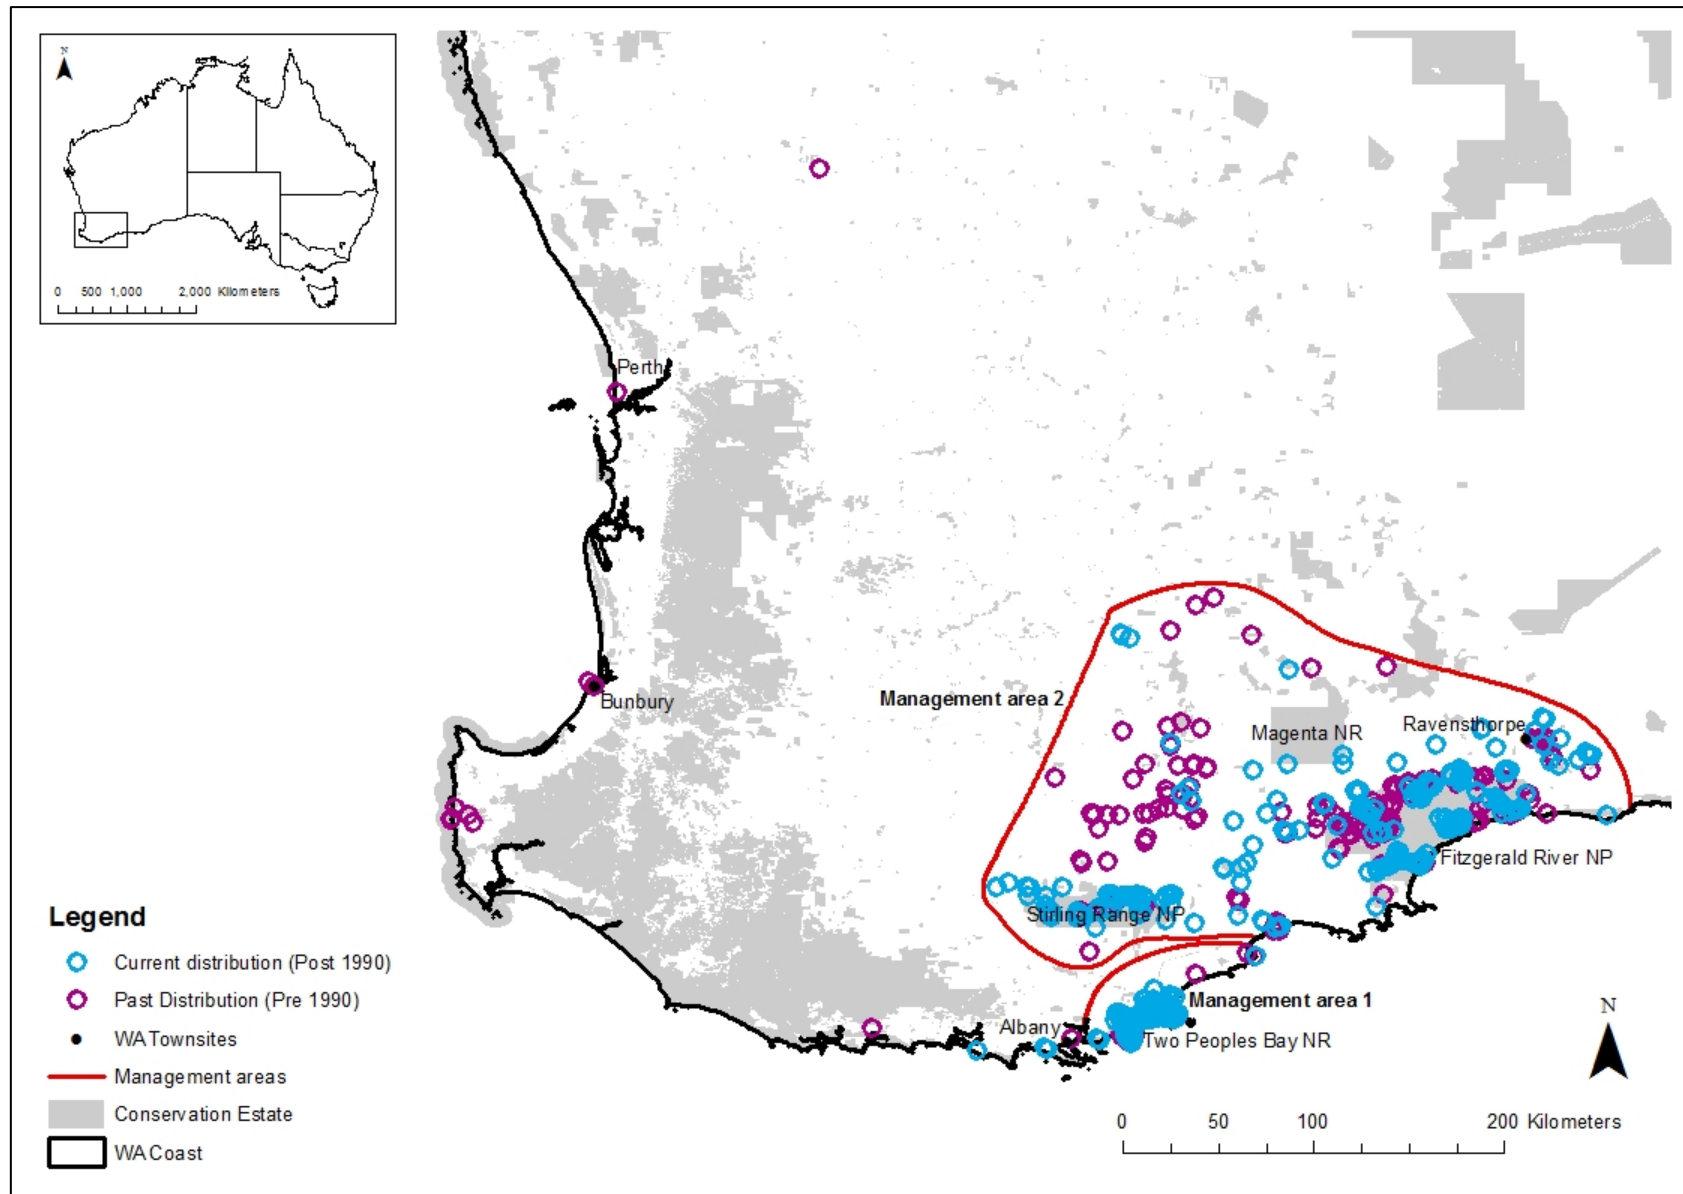 N
0 500 1,000 2,000 Kilometers
Perth
Bunbury
Management area 2
Magenta NR
Ravensthorpe
Fitzgerald River NP
Stirling Range NP
Management area 1
Albany
Two Peoples Bay NR
Legend
Current distribution (Post 1990)
Past Distribution (Pre 1990)
WA Townsites
Management areas
Conservation Estate
WA Coast
N
0 50 100 200 Kilometers